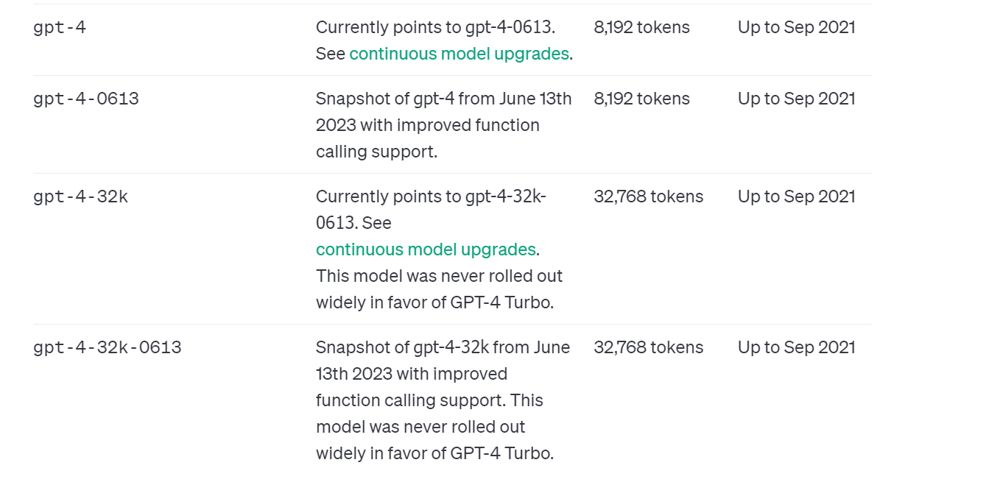 gpt-4
Currently points to gpt-4-0613.
See continuous model upgrades.
8,192 tokens
Up to Sep 2021
gpt-4-0613
Snapshot of gpt-4 from June 13th
2023 with improved function
calling support.
8,192 tokens
Up to Sep 2021
gpt-4-32k
Currently points to gpt-4-32k-
0613. See
continuous model upgrades.
This model was never rolled out
widely in favor of GPT-4 Turbo.
32,768 tokens
Up to Sep 2021
gpt-4-32k-0613
Snapshot of gpt-4-32k from June
13th 2023 with improved
function calling support. This
model was never rolled out
widely in favor of GPT-4 Turbo.
32,768 tokens
Up to Sep 2021